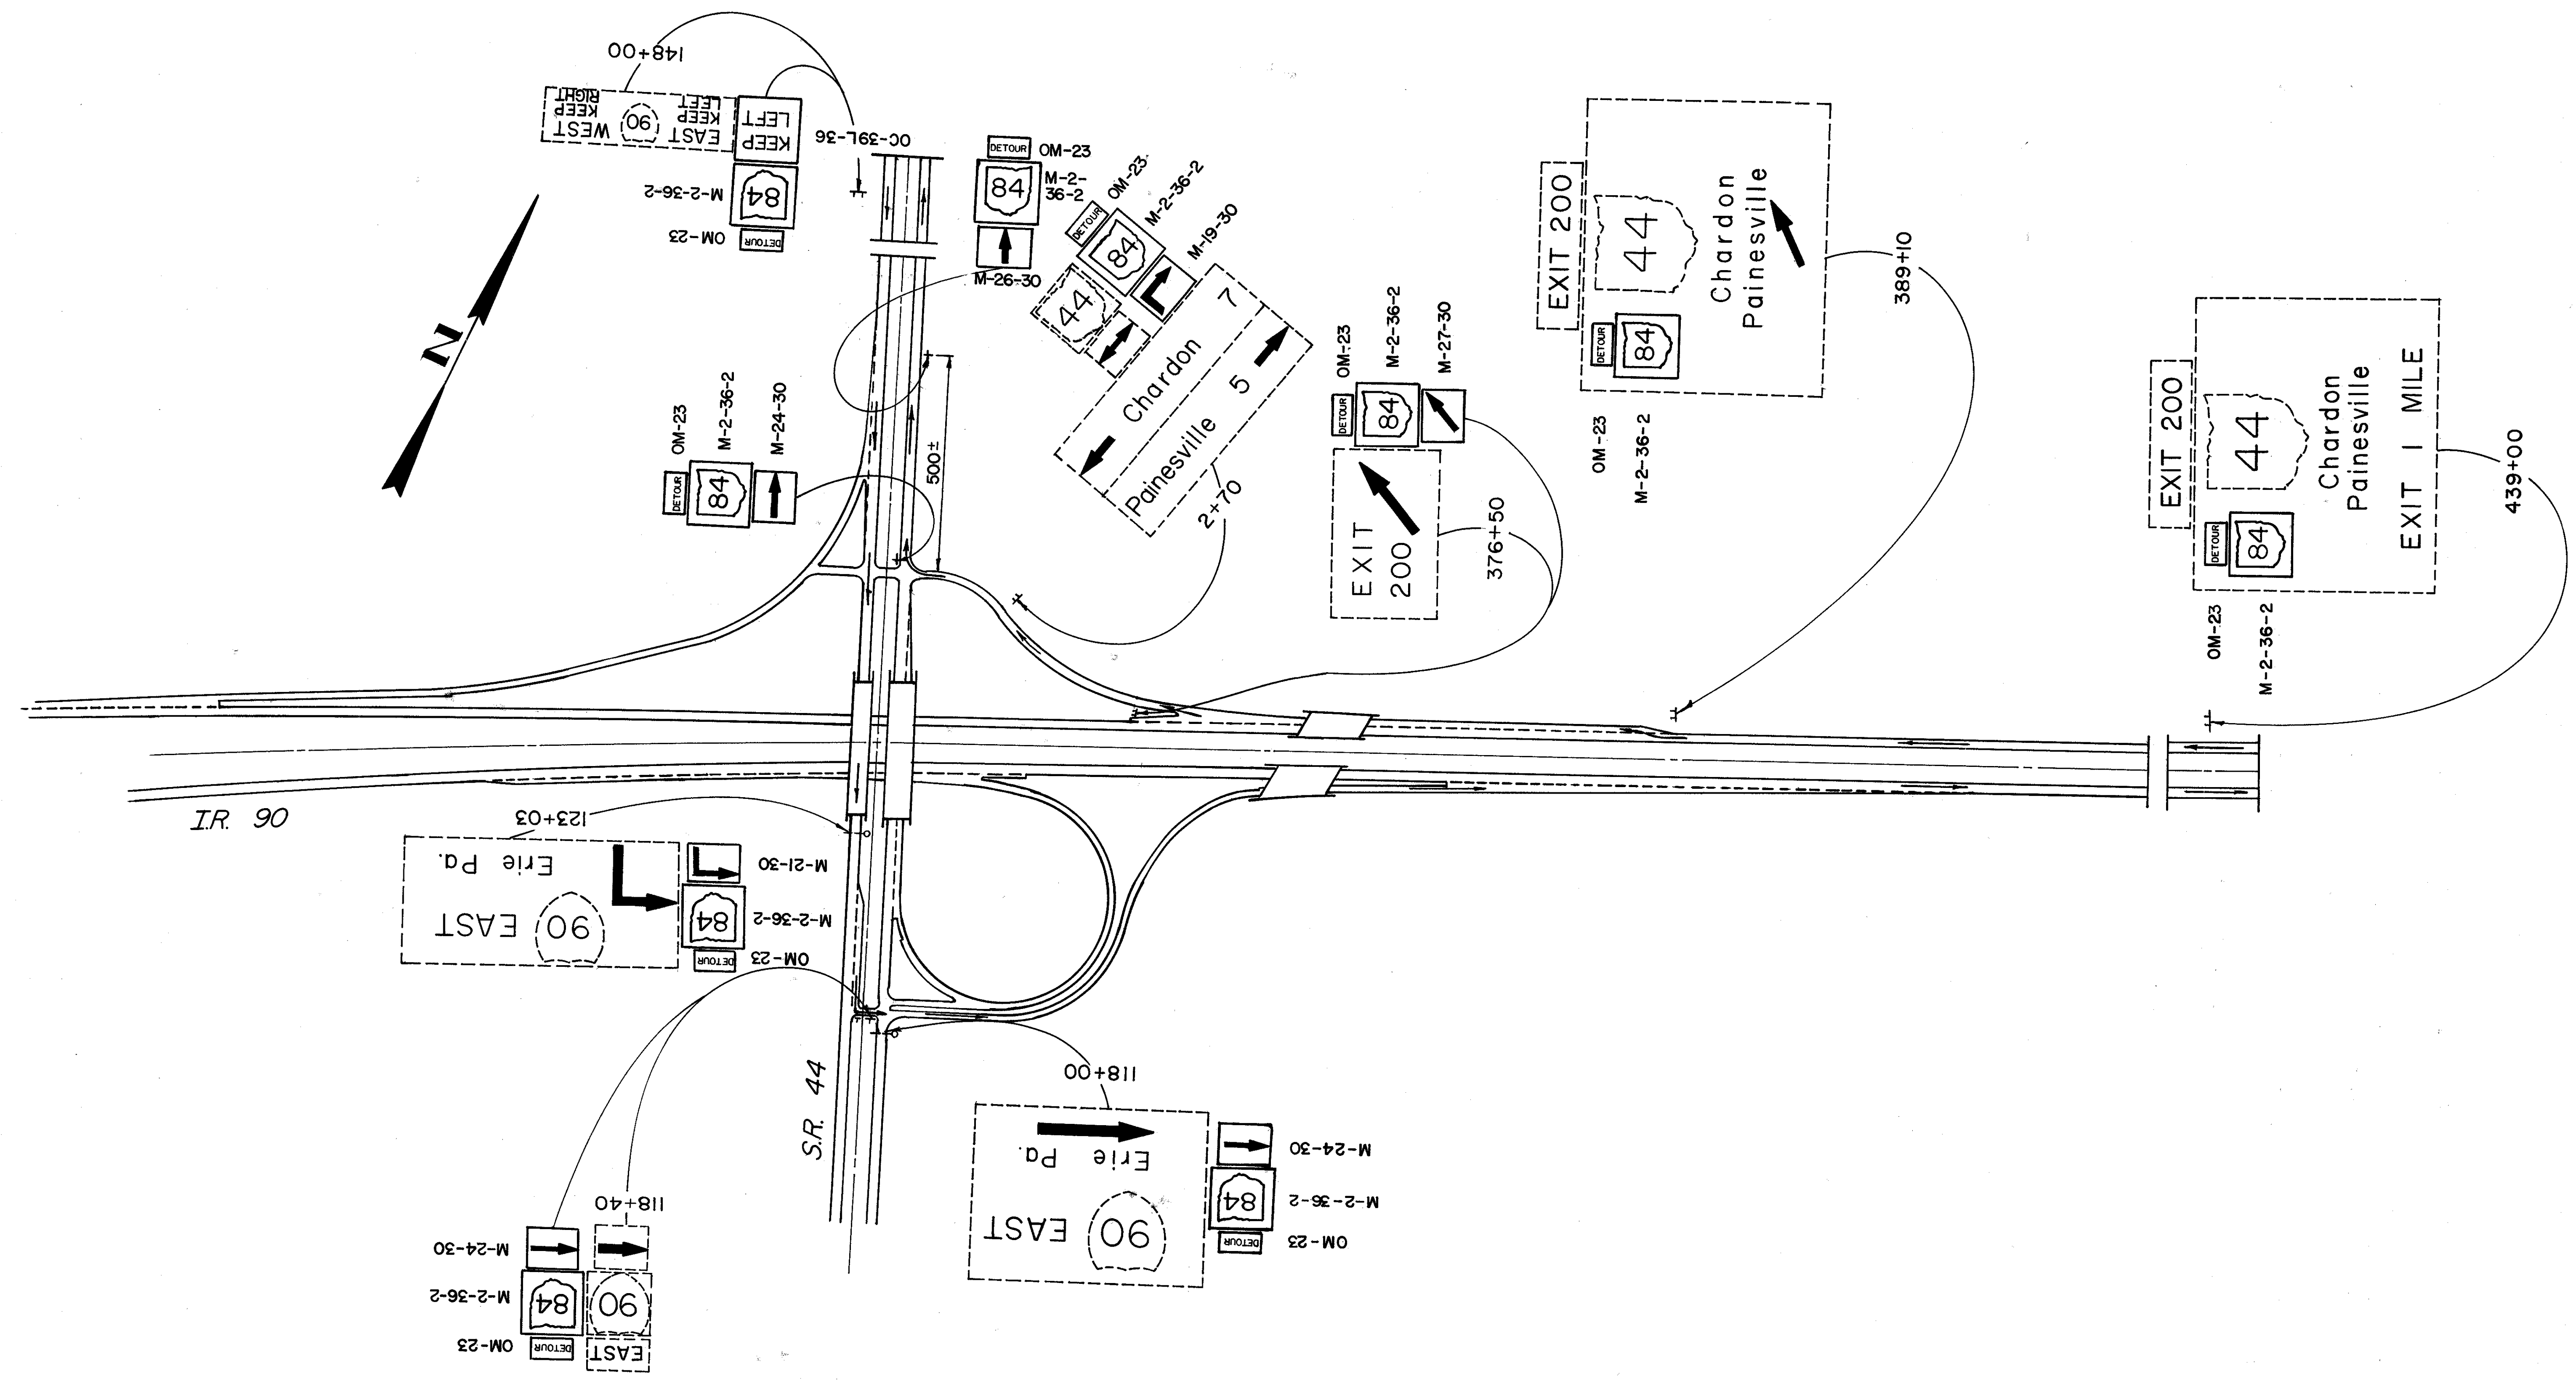 148+00
WEST
KEEP
RIGHT
90
EAST
KEEP
LEFT
KEEP
LEFT
OC-39L-36
84
M-2-36-2
DETOUR
OM-23
N
DETOUR
OM-23
84
M-2-
36-2
M-26-30
DETOUR
OM-23
84
M-2-36-2
M-19-30
44
Chardon 7
Painesville 5
2+70
500±
DETOUR
OM-23
84
M-2-36-2
M-24-30
DETOUR
OM-23
84
M-2-36-2
M-27-30
EXIT
200
376+50
EXIT 200
44
Chardon
Painesville
DETOUR
84
OM-23
M-2-36-2
389+10
EXIT 200
44
Chardon
Painesville
EXIT 1 MILE
DETOUR
84
OM-23
M-2-36-2
439+00
I.R. 90
123+03
Erie Pa.
90 EAST
M-21-30
84
M-2-36-2
DETOUR
OM-23
S.R. 44
118+00
Erie Pa.
90 EAST
M-24-30
84
M-2-36-2
DETOUR
OM-23
118+40
M-24-30
84
M-2-36-2
DETOUR
OM-23
90
EAST